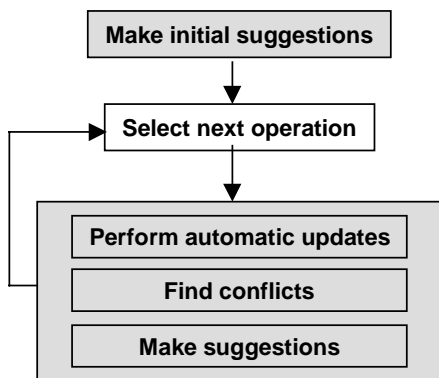 Make initial suggestions
Select next operation
Perform automatic updates
Find conflicts
Make suggestions